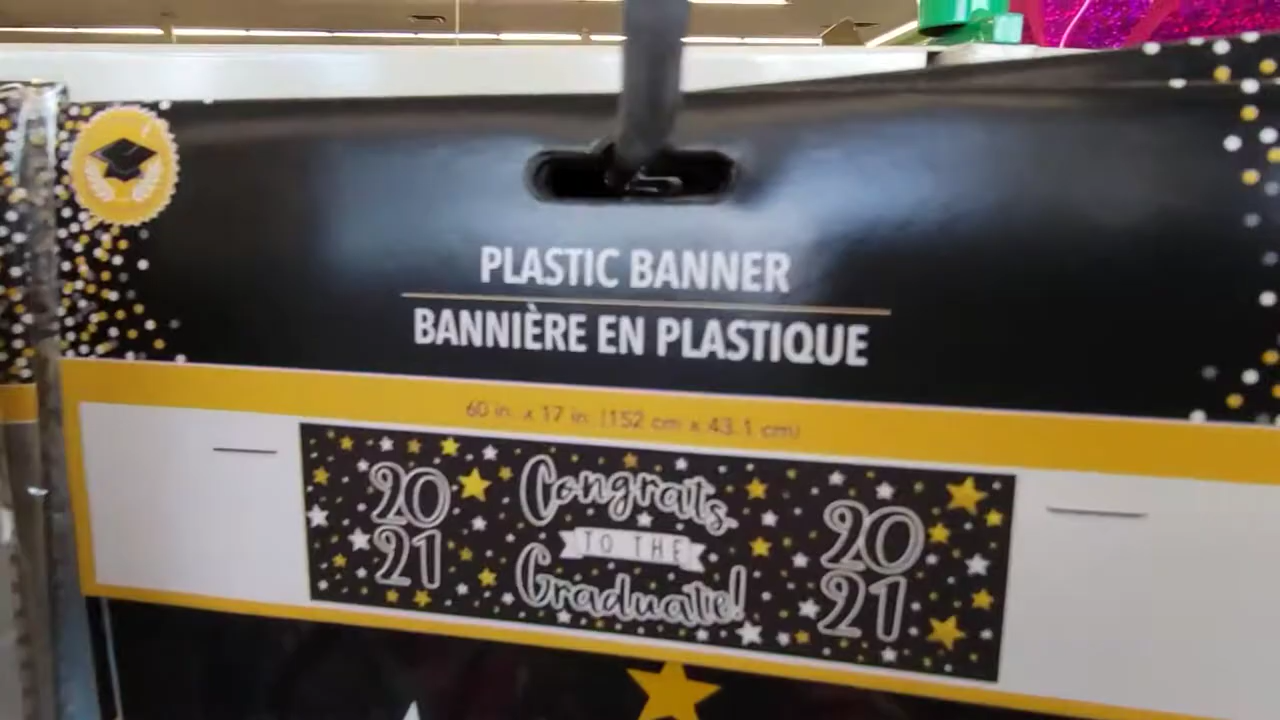 PLASTIC BANNER
BANNIÈRE EN PLASTIQUE
60 in. x 17 in. (152 cm x 43.1 cm)
20
21
Congrats
TO THE
Graduate!
20
21